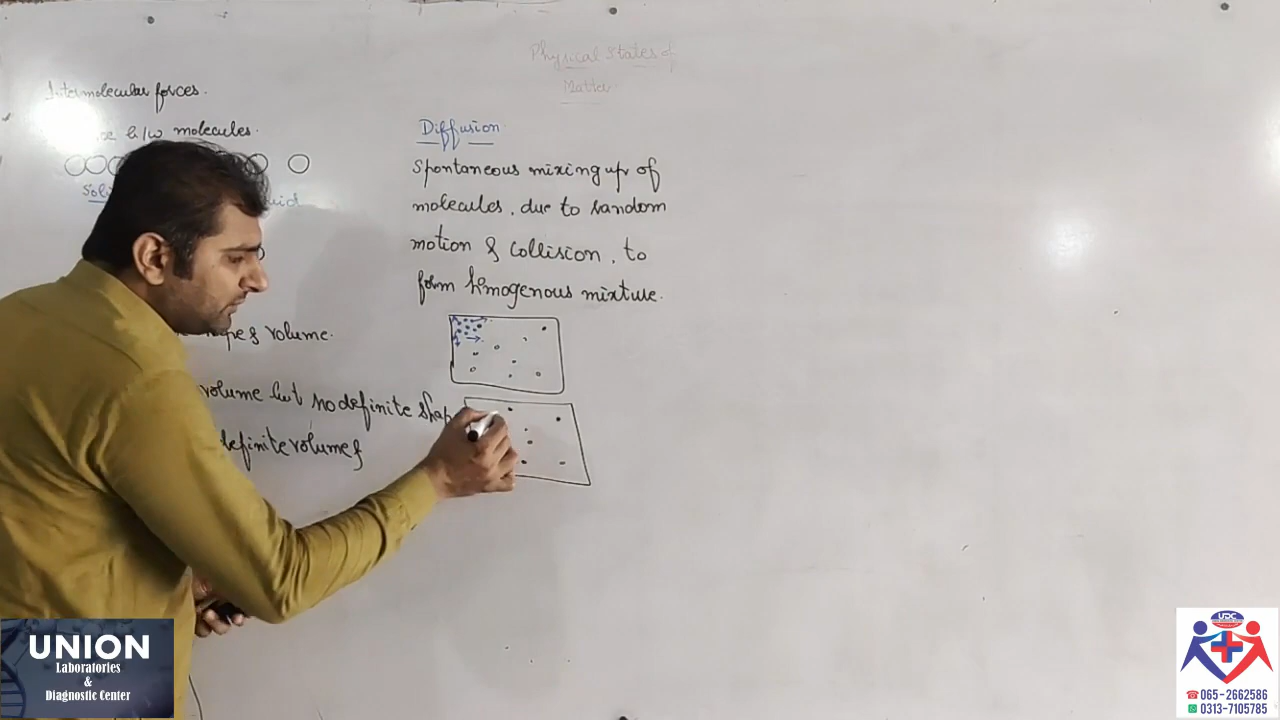 Physical States of
Matter
Intermolecular forces.
b/w molecules.
Diffusion
Spontaneous mixing up of
molecules, due to random
motion & collision, to
form homogenous mixture.
& volume.
volume but no definite shape
definite volume &
UNION
Laboratories
&
Diagnostic Center
UDC
065-2662586
0313-7105785